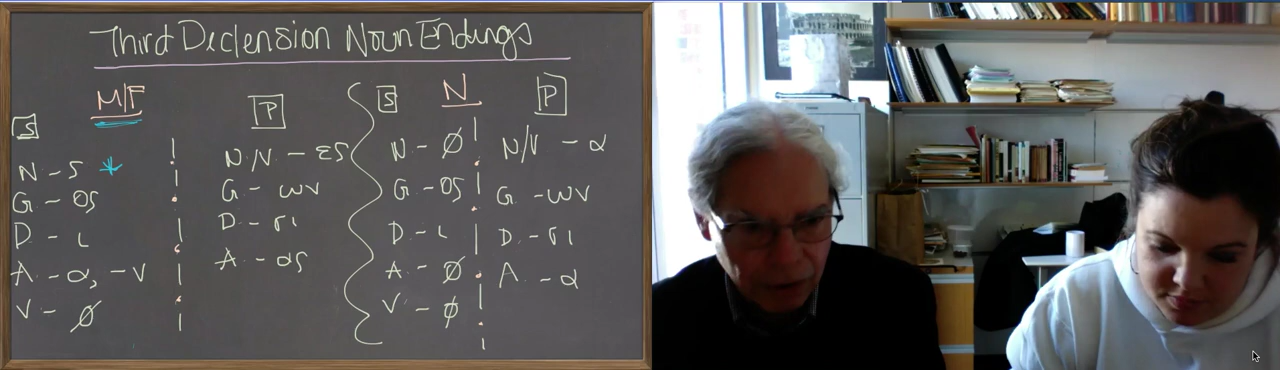 Third Declension Noun Endings
M/F
S
P
N - ς *
N/V - ες
G - ος
G - ων
D - ι
D - σι
A - α, -ν
A - ας
V - ∅
N
S
P
N - ∅
N/V - α
G - ος
G - ων
D - ι
D - σι
A - ∅
A - α
V - ∅